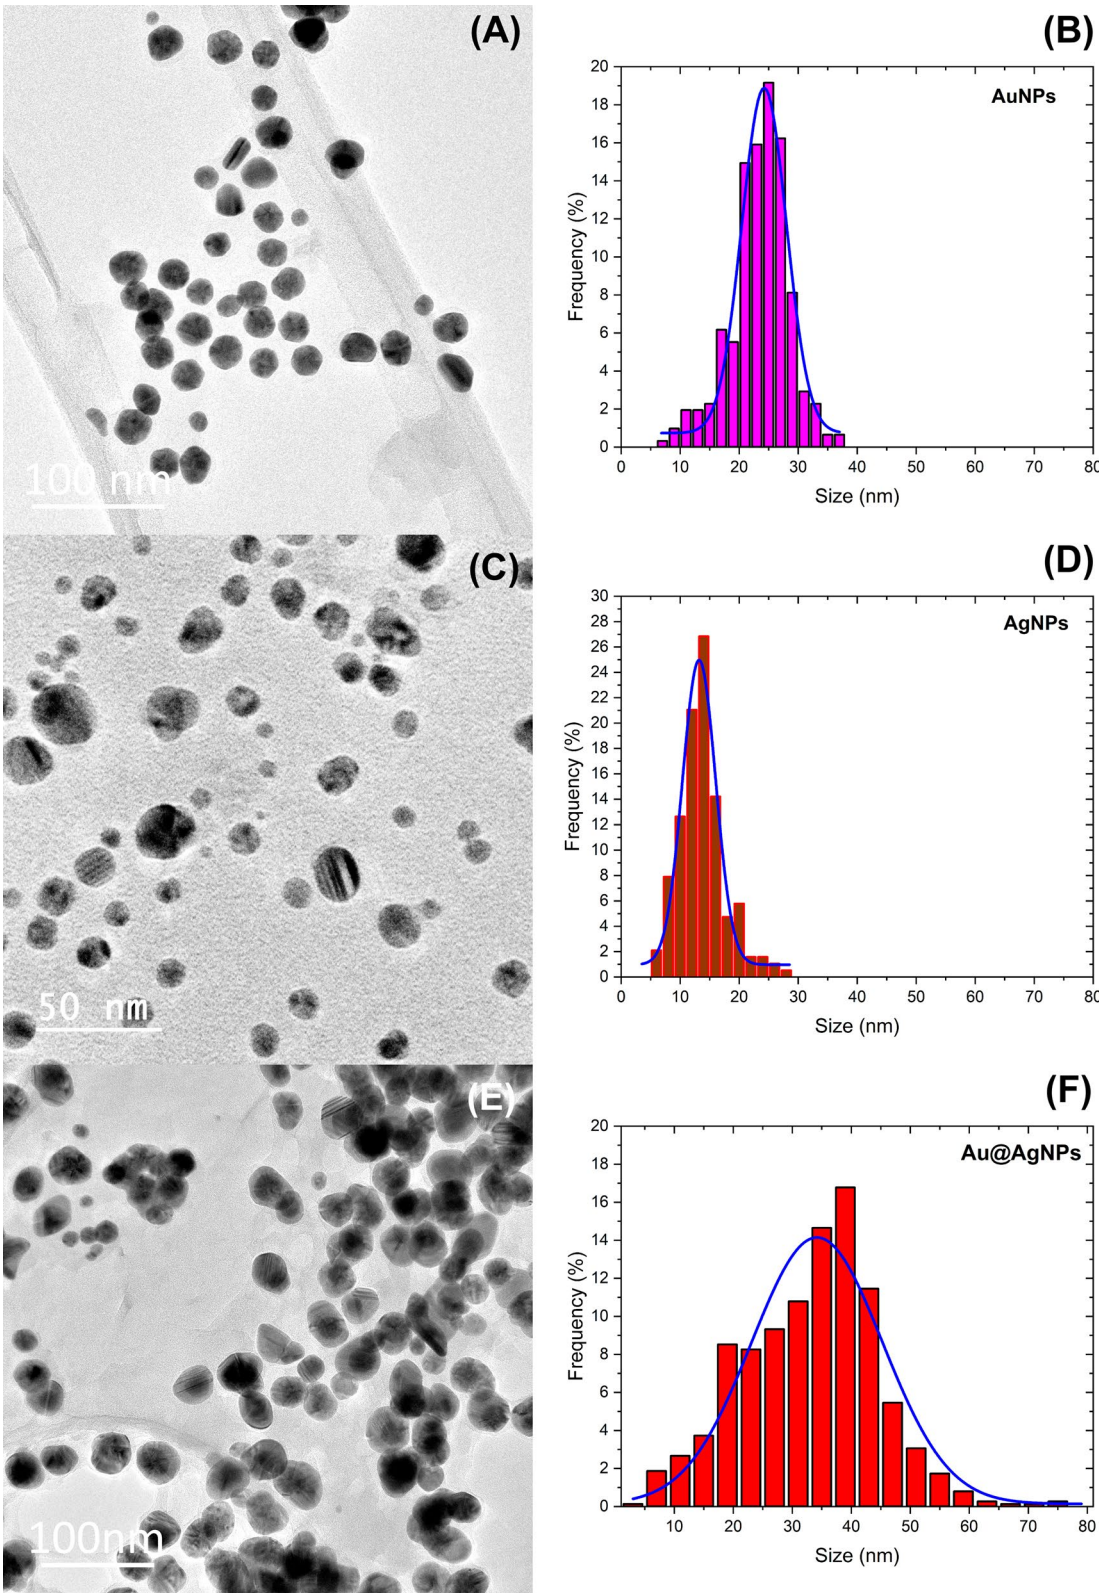 (A)
100 nm
(B)
AuNPs
20
18
16
14
12
10
8
6
4
2
0
Frequency (%)
0 10 20 30 40 50 60 70 80
Size (nm)
(C)
50 nm
(D)
AgNPs
30
28
26
24
22
20
18
16
14
12
10
8
6
4
2
0
Frequency (%)
0 10 20 30 40 50 60 70 80
Size (nm)
(E)
100nm
(F)
Au@AgNPs
20
18
16
14
12
10
8
6
4
2
0
Frequency (%)
10 20 30 40 50 60 70 80
Size (nm)